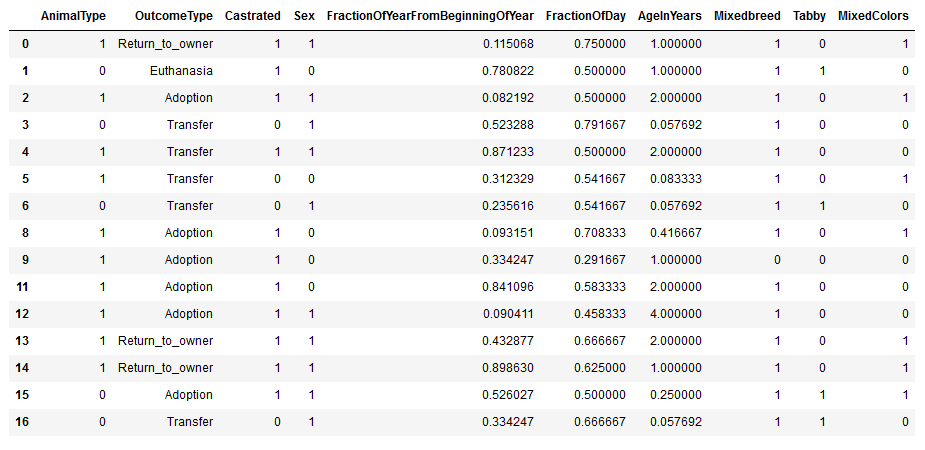 AnimalType OutcomeType Castrated Sex FractionOfYearFromBeginningOfYear FractionOfDay AgeInYears Mixedbreed Tabby MixedColors
0 1 Return_to_owner 1 1 0.115068 0.750000 1.000000 1 0 1
1 0 Euthanasia 1 0 0.780822 0.500000 1.000000 1 1 0
2 1 Adoption 1 1 0.082192 0.500000 2.000000 1 0 1
3 0 Transfer 0 1 0.523288 0.791667 0.057692 1 0 0
4 1 Transfer 1 1 0.871233 0.500000 2.000000 1 0 0
5 1 Transfer 0 0 0.312329 0.541667 0.083333 1 0 1
6 0 Transfer 0 1 0.235616 0.541667 0.057692 1 1 0
8 1 Adoption 1 0 0.093151 0.708333 0.416667 1 0 1
9 1 Adoption 1 0 0.334247 0.291667 1.000000 0 0 0
11 1 Adoption 1 0 0.841096 0.583333 2.000000 1 0 0
12 1 Adoption 1 1 0.090411 0.458333 4.000000 1 0 0
13 1 Return_to_owner 1 1 0.432877 0.666667 2.000000 1 0 1
14 1 Return_to_owner 1 1 0.898630 0.625000 1.000000 1 0 1
15 0 Adoption 1 1 0.526027 0.500000 0.250000 1 1 1
16 0 Transfer 0 1 0.334247 0.666667 0.057692 1 1 0